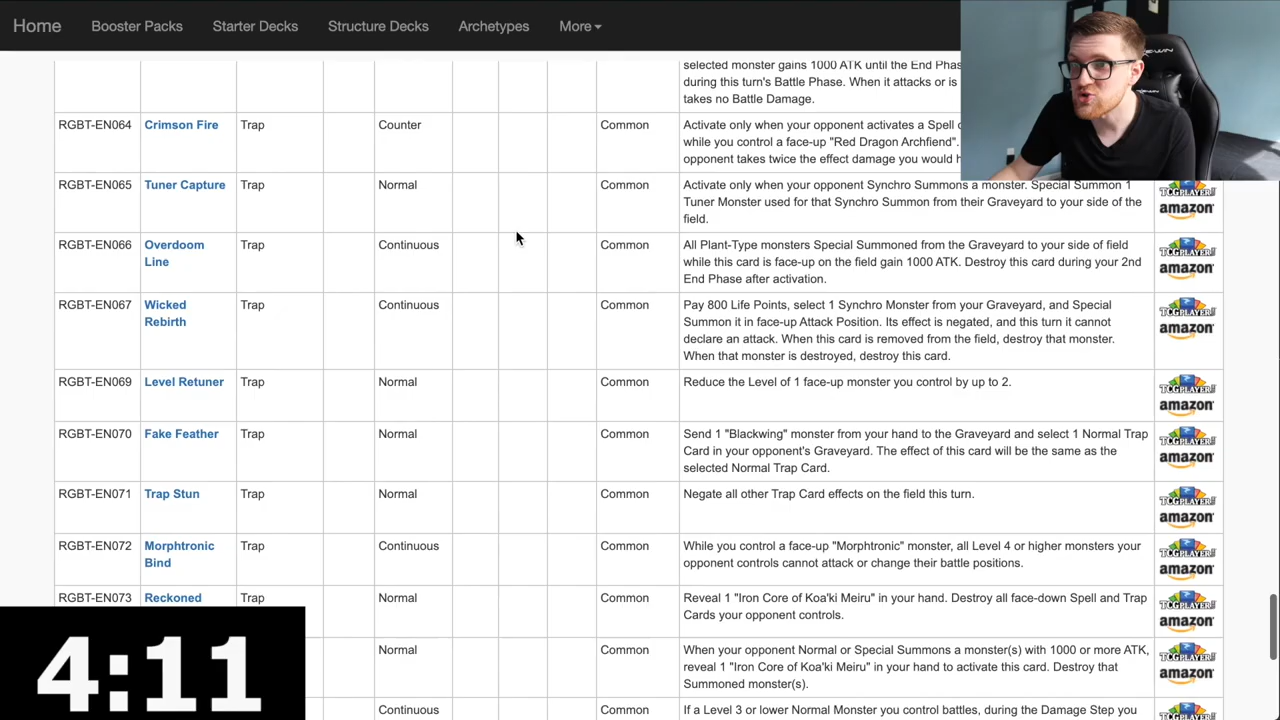 Home Booster Packs Starter Decks Structure Decks Archetypes More
selected monster gains 1000 ATK until the End Phas
during this turn's Battle Phase. When it attacks or is
takes no Battle Damage.
RGBT-EN064 Crimson Fire Trap Counter Common Activate only when your opponent activates a Spell
while you control a face-up "Red Dragon Archfiend".
opponent takes twice the effect damage you would
RGBT-EN065 Tuner Capture Trap Normal Common Activate only when your opponent Synchro Summons a monster. Special Summon 1
Tuner Monster used for that Synchro Summon from their Graveyard to your side of the
field.
TCGPLAYER
amazon
RGBT-EN066 Overdoom Line Trap Continuous Common All Plant-Type monsters Special Summoned from the Graveyard to your side of field
while this card is face-up on the field gain 1000 ATK. Destroy this card during your 2nd
End Phase after activation.
TCGPLAYER
amazon
RGBT-EN067 Wicked Rebirth Trap Continuous Common Pay 800 Life Points, select 1 Synchro Monster from your Graveyard, and Special
Summon it in face-up Attack Position. Its effect is negated, and this turn it cannot
declare an attack. When this card is removed from the field, destroy that monster.
When that monster is destroyed, destroy this card.
TCGPLAYER
amazon
RGBT-EN069 Level Retuner Trap Normal Common Reduce the Level of 1 face-up monster you control by up to 2.
TCGPLAYER
amazon
RGBT-EN070 Fake Feather Trap Normal Common Send 1 "Blackwing" monster from your hand to the Graveyard and select 1 Normal Trap
Card in your opponent's Graveyard. The effect of this card will be the same as the
selected Normal Trap Card.
TCGPLAYER
amazon
RGBT-EN071 Trap Stun Trap Normal Common Negate all other Trap Card effects on the field this turn.
TCGPLAYER
amazon
RGBT-EN072 Morphtronic Bind Trap Continuous Common While you control a face-up "Morphtronic" monster, all Level 4 or higher monsters your
opponent controls cannot attack or change their battle positions.
TCGPLAYER
amazon
RGBT-EN073 Reckoned Trap Normal Common Reveal 1 "Iron Core of Koa'ki Meiru" in your hand. Destroy all face-down Spell and Trap
Cards your opponent controls.
TCGPLAYER
amazon
Normal Common When your opponent Normal or Special Summons a monster(s) with 1000 or more ATK,
reveal 1 "Iron Core of Koa'ki Meiru" in your hand to activate this card. Destroy that
Summoned monster(s).
TCGPLAYER
amazon
Continuous Common If a Level 3 or lower Normal Monster you control battles, during the Damage Step you
4:11